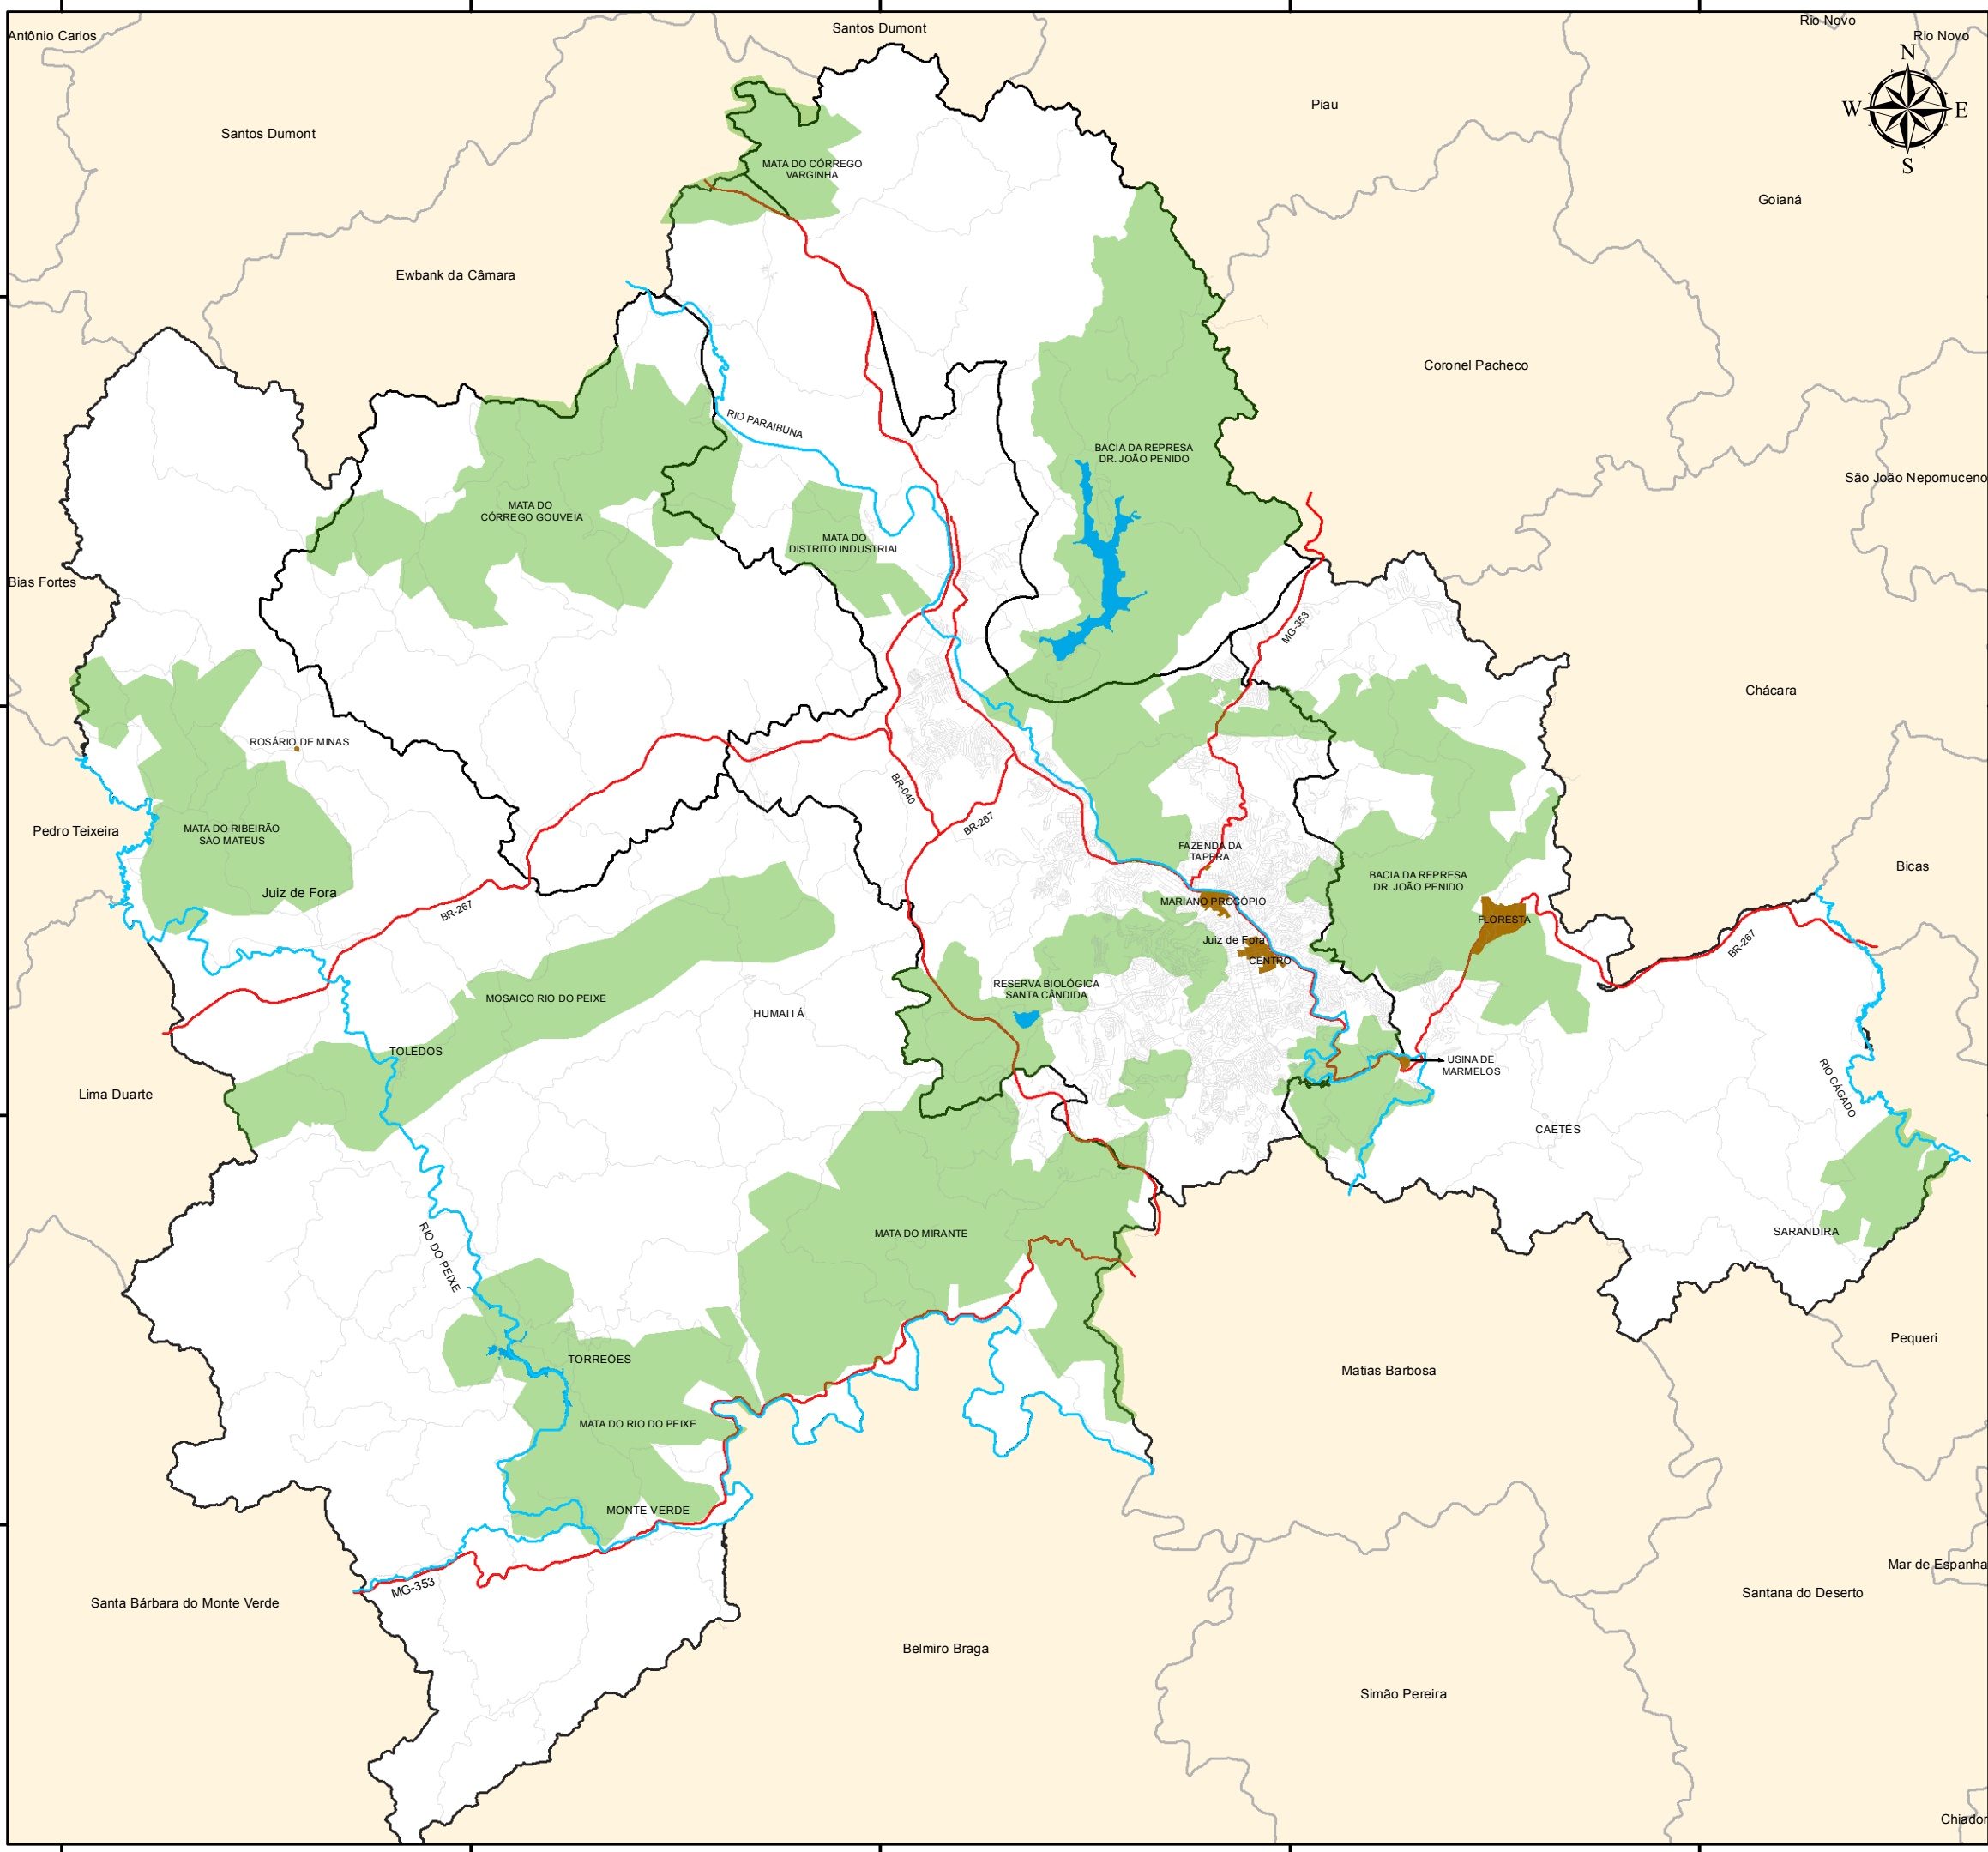 Antônio Carlos
Santos Dumont
Rio Novo
Rio Novo
N
W
E
S
Piau
Santos Dumont
MATA DO CÓRREGO
VARGINHA
Goianá
Ewbank da Câmara
Coronel Pacheco
RIO PARAIBUNA
BACIA DA REPRESA
DR. JOÃO PENIDO
São João Nepomuceno
MATA DO
CÓRREGO GOUVEIA
MATA DO
DISTRITO INDUSTRIAL
Bias Fortes
MG-353
Chácara
ROSÁRIO DE MINAS
BR-040
BR-267
Pedro Teixeira
MATA DO RIBEIRÃO
SÃO MATEUS
FAZENDA DA
TAPERA
Bicas
BACIA DA REPRESA
DR. JOÃO PENIDO
Juiz de Fora
BR-267
MARIANO PROCÓPIO
FLORESTA
Juiz de Fora
CENTRO
BR-267
RESERVA BIOLÓGICA
SANTA CÂNDIDA
MOSAICO RIO DO PEIXE
HUMAITÁ
TOLEDOS
USINA DE
MARMELOS
RIO CÁGADO
Lima Duarte
CAETÉS
SARANDIRA
MATA DO MIRANTE
RIO DO PEIXE
Pequeri
TORREÕES
Matias Barbosa
MATA DO RIO DO PEIXE
MONTE VERDE
Mar de Espanha
MG-353
Santa Bárbara do Monte Verde
Santana do Deserto
Belmiro Braga
Simão Pereira
Chiador